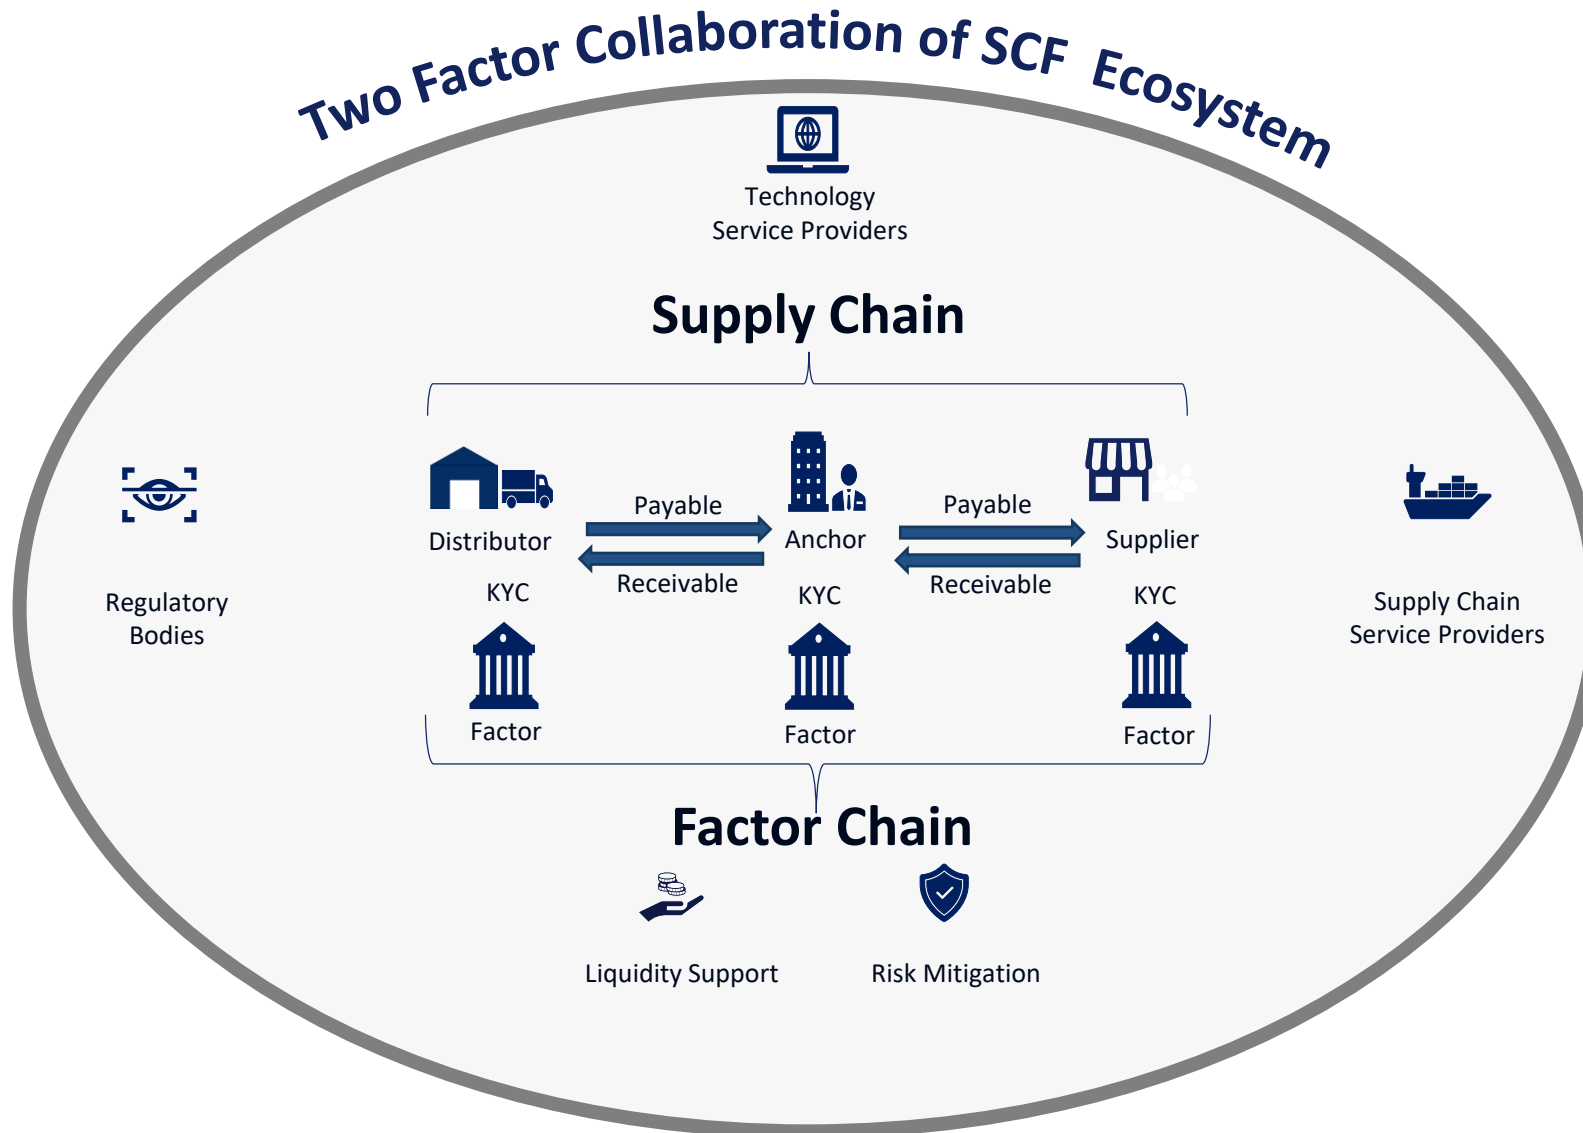 Two Factor Collaboration of SCF Ecosystem
Technology
Service Providers
Supply Chain
Payable
Payable
Distributor
Anchor
Supplier
Receivable
Receivable
KYC
KYC
KYC
Regulatory
Bodies
Supply Chain
Service Providers
Factor
Factor
Factor
Factor Chain
Liquidity Support
Risk Mitigation